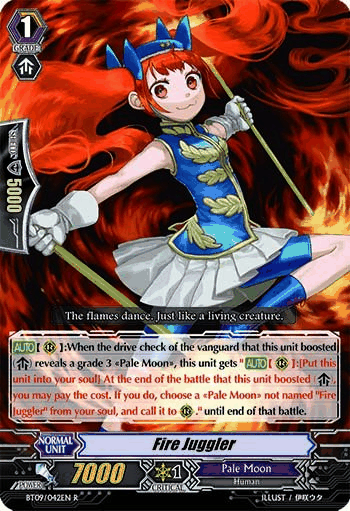 1
GRADE
SHIELD
5000
The flames dance. Just like a living creature.
AUTO [ ]:When the drive check of the vanguard that this unit boosted
reveals a grade 3 «Pale Moon», this unit gets "AUTO [ ]:[Put this
unit into your soul] At the end of the battle that this unit boosted ,
you may pay the cost. If you do, choose a «Pale Moon» not named "Fire
Juggler" from your soul, and call it to ." until end of that battle.
NORMAL
UNIT
Fire Juggler
POWER
7000
1
CRITICAL
Pale Moon
Human
BT09/042EN R
ILLUST / 伊咲ウタ